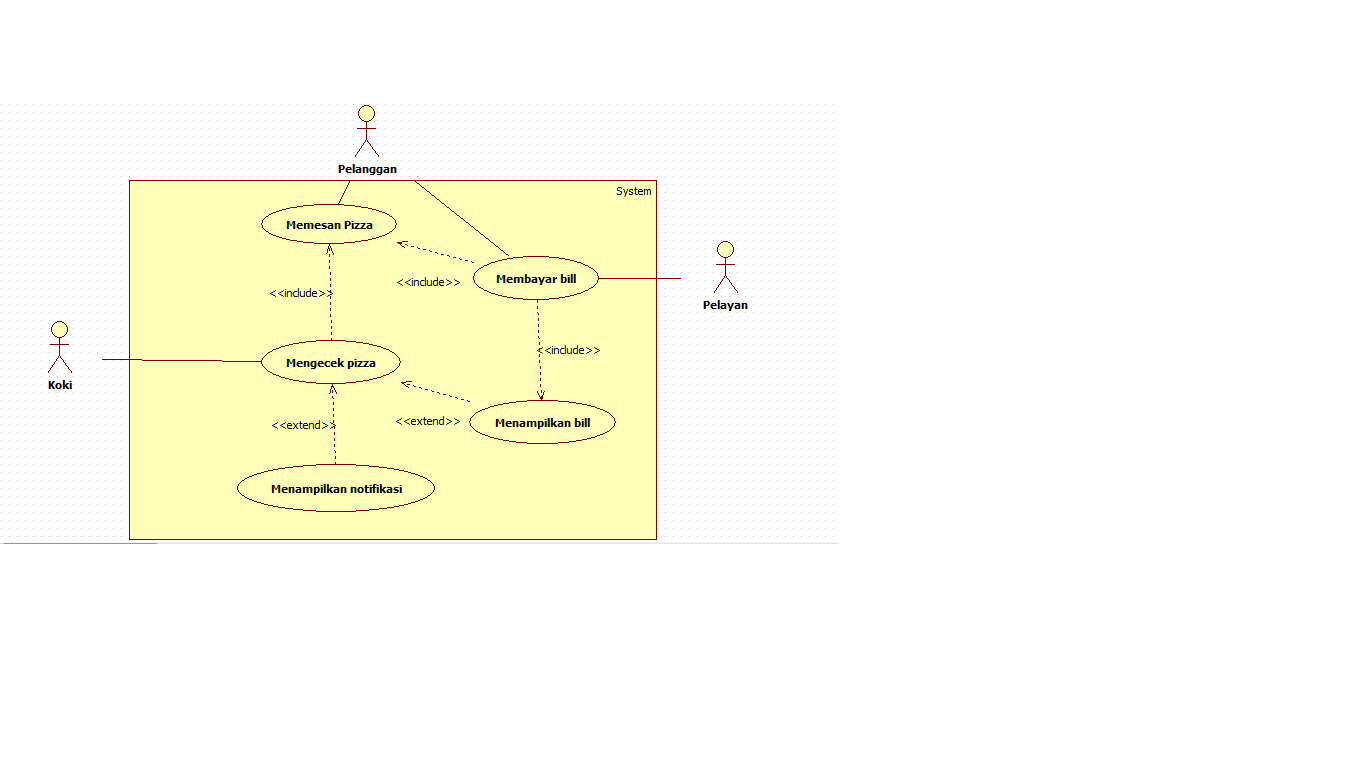 Pelanggan
System
Memesan Pizza
Membayar bill
<<include>>
<<include>>
Pelayan
<<include>>
Mengecek pizza
Koki
<<extend>>
<<extend>>
Menampilkan bill
Menampilkan notifikasi